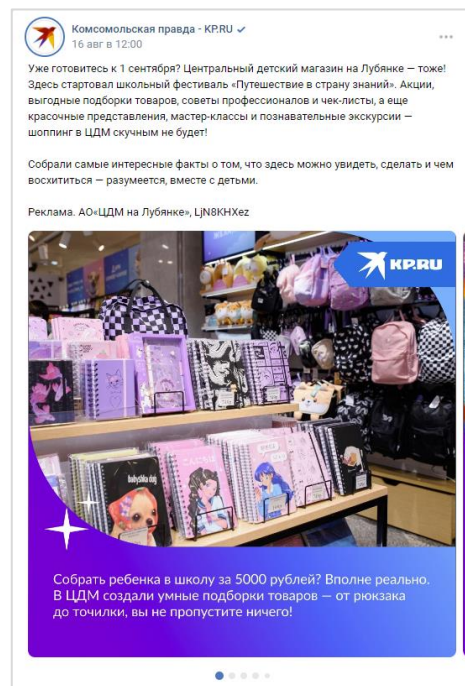 Комсомольская правда - KP.RU
16 авг в 12:00
Уже готовитесь к 1 сентября? Центральный детский магазин на Лубянке — тоже!
Здесь стартовал школьный фестиваль «Путешествие в страну знаний». Акции,
выгодные подборки товаров, советы профессионалов и чек-листы, а еще
красочные представления, мастер-классы и познавательные экскурсии —
шоппинг в ЦДМ скучным не будет!
Собрали самые интересные факты о том, что здесь можно увидеть, сделать и чем
восхититься — разумеется, вместе с детьми.
Реклама. АО«ЦДМ на Лубянке», LjN8KHXez
KP.RU
Собрать ребенка в школу за 5000 рублей? Вполне реально.
В ЦДМ создали умные подборки товаров — от рюкзака
до точилки, вы не пропустите ничего!